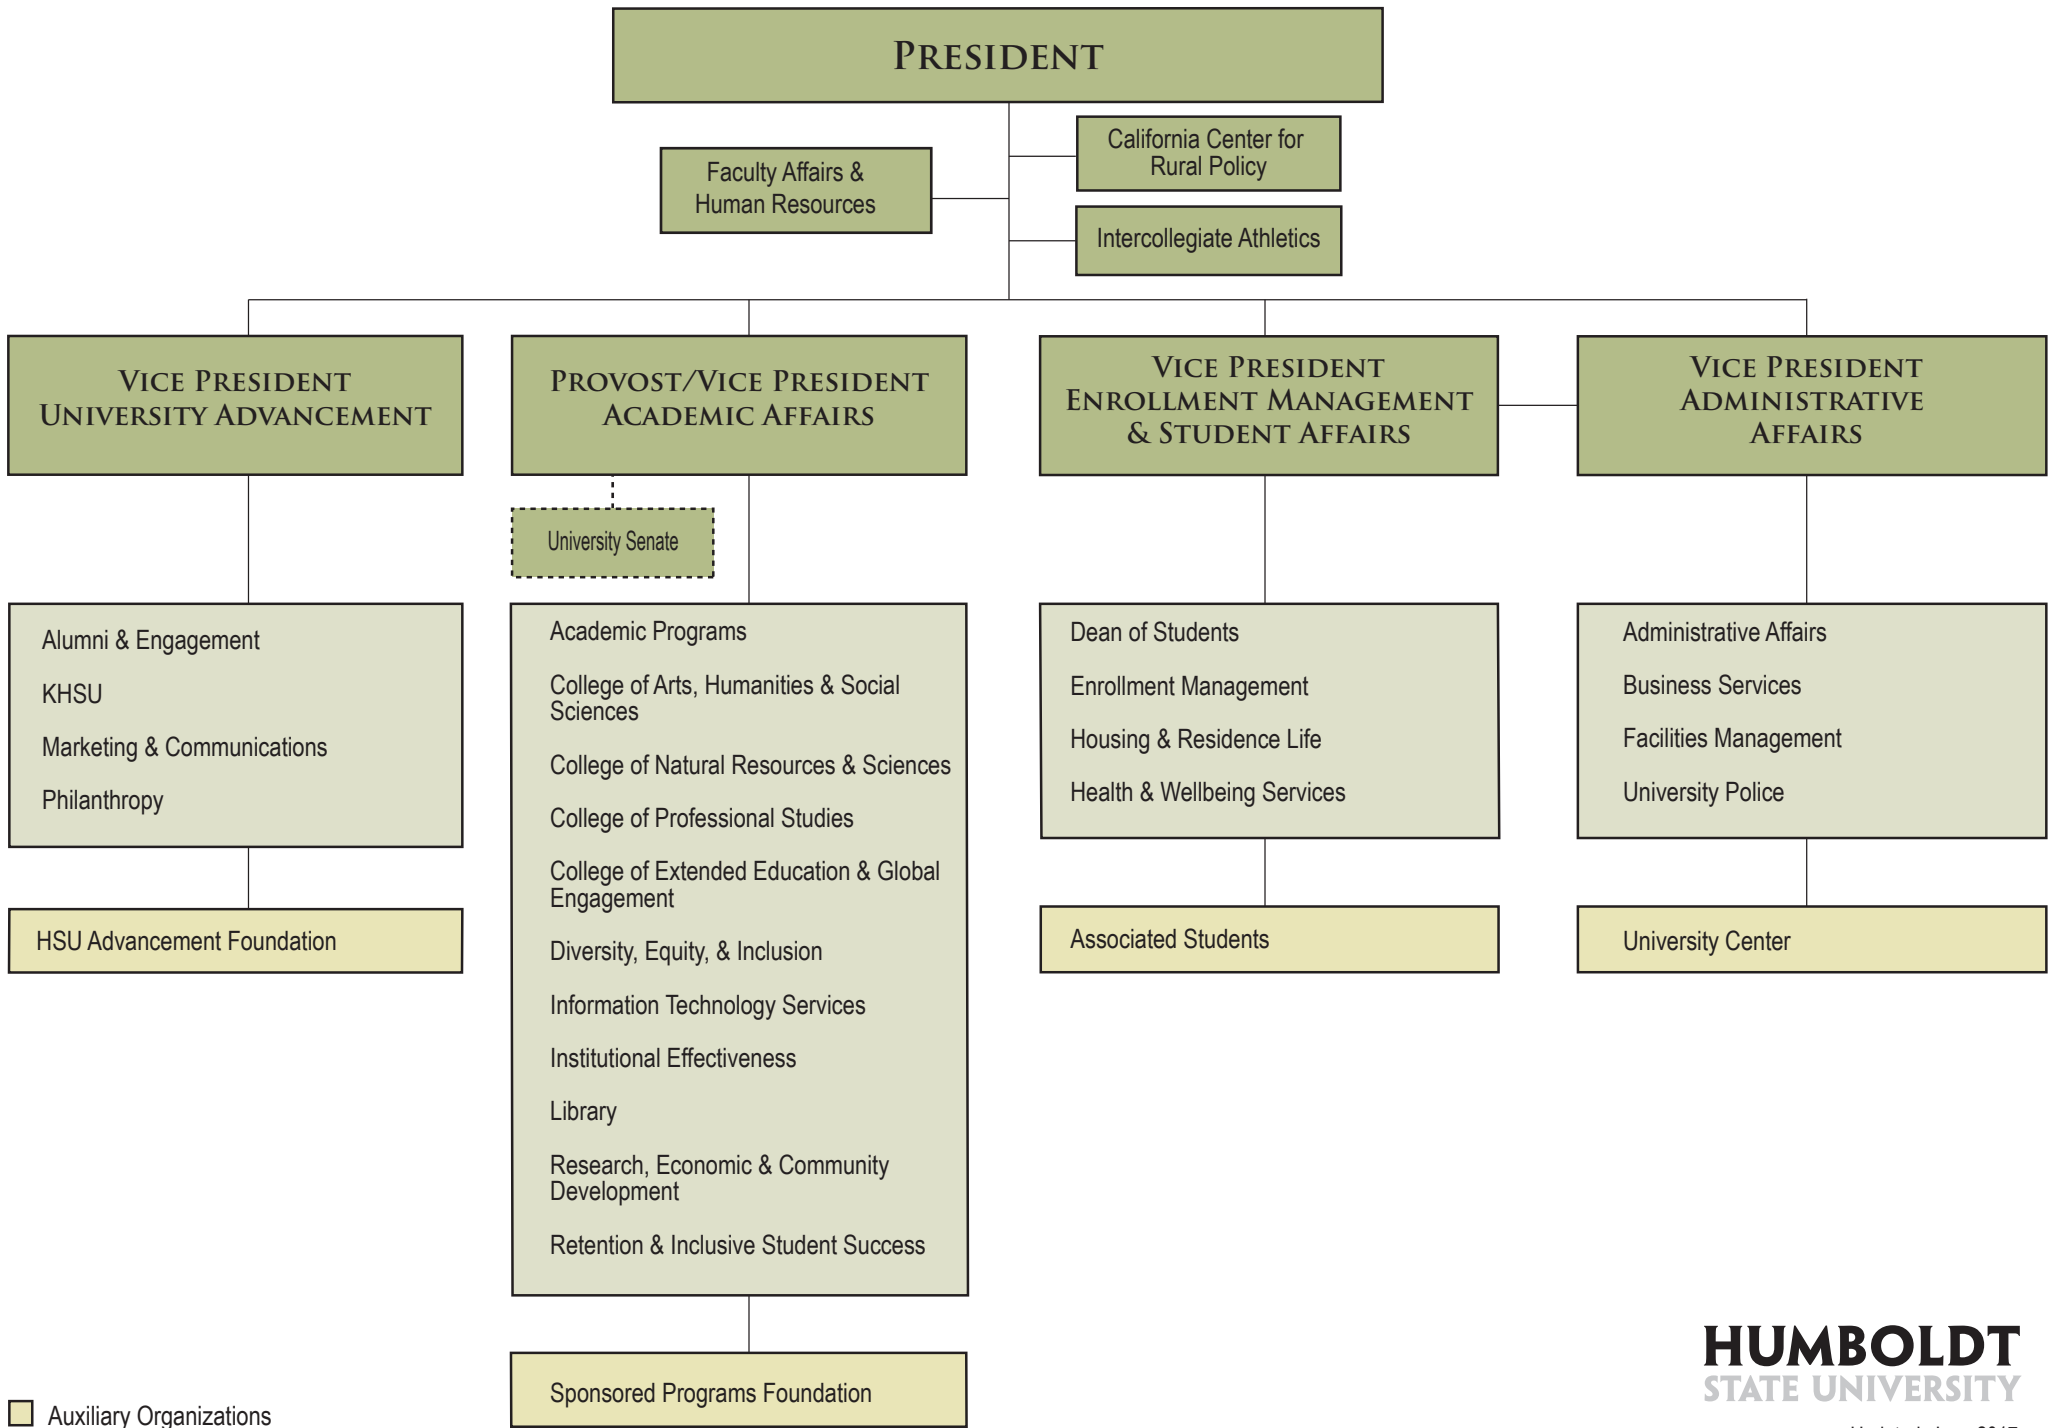 PRESIDENT
California Center for
Rural Policy
Faculty Affairs &
Human Resources
Intercollegiate Athletics
VICE PRESIDENT
UNIVERSITY ADVANCEMENT
PROVOST/VICE PRESIDENT
ACADEMIC AFFAIRS
VICE PRESIDENT
ENROLLMENT MANAGEMENT
& STUDENT AFFAIRS
VICE PRESIDENT
ADMINISTRATIVE
AFFAIRS
University Senate
Alumni & Engagement
KHSU
Marketing & Communications
Philanthropy
HSU Advancement Foundation
Academic Programs
College of Arts, Humanities & Social
Sciences
College of Natural Resources & Sciences
College of Professional Studies
College of Extended Education & Global
Engagement
Diversity, Equity, & Inclusion
Information Technology Services
Institutional Effectiveness
Library
Research, Economic & Community
Development
Retention & Inclusive Student Success
Sponsored Programs Foundation
Dean of Students
Enrollment Management
Housing & Residence Life
Health & Wellbeing Services
Associated Students
Administrative Affairs
Business Services
Facilities Management
University Police
University Center
Auxiliary Organizations
HUMBOLDT
STATE UNIVERSITY